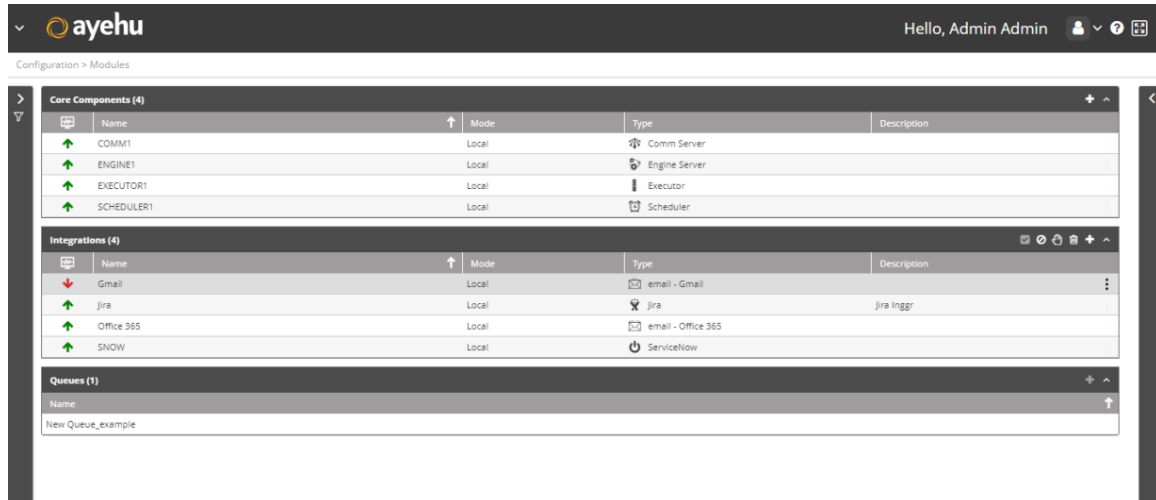 ayehu
Hello, Admin Admin
Configuration > Modules
Core Components (4)
Name Mode Type Description
COMM1 Local Comm Server
ENGINE1 Local Engine Server
EXECUTOR1 Local Executor
SCHEDULER1 Local Scheduler
Integrations (4)
Name Mode Type Description
Gmail Local email - Gmail
Jira Local Jira Jira Inggr
Office 365 Local email - Office 365
SNOW Local ServiceNow
Queues (1)
Name
New Queue_example